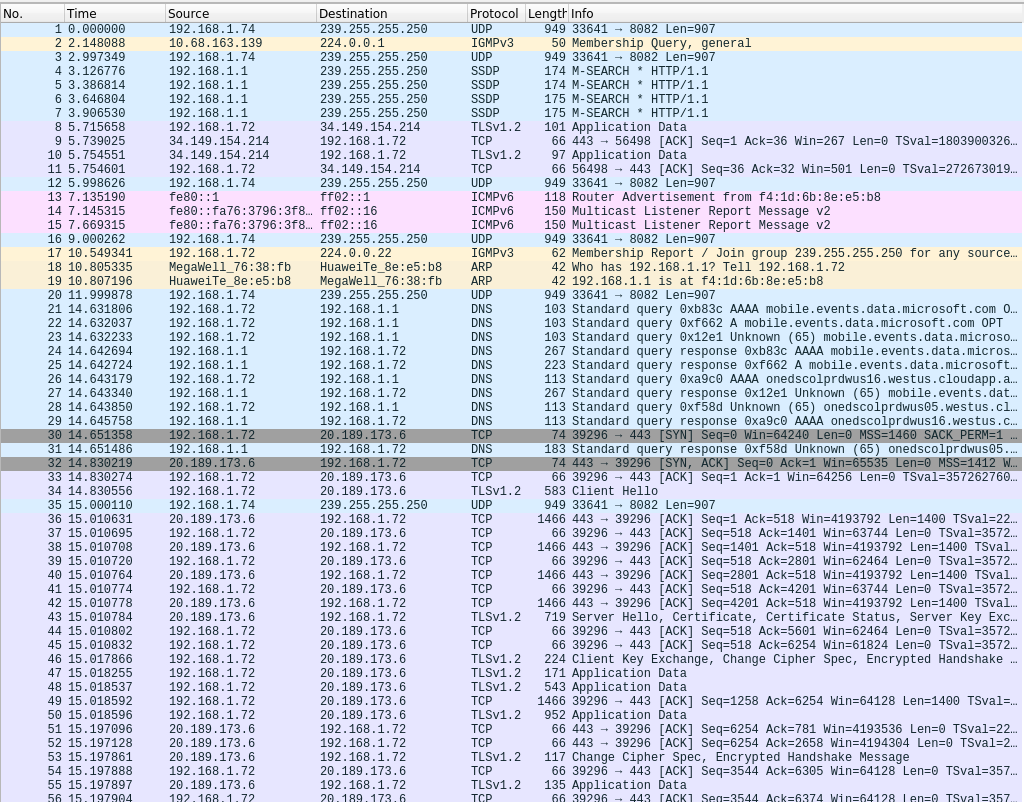 No. Time Source Destination Protocol Length Info
1 0.000000 192.168.1.74 239.255.255.250 UDP 949 33641 → 8082 Len=907
2 2.148088 10.68.163.139 224.0.0.1 IGMPv3 50 Membership Query, general
3 2.997349 192.168.1.74 239.255.255.250 UDP 949 33641 → 8082 Len=907
4 3.126776 192.168.1.1 239.255.255.250 SSDP 174 M-SEARCH * HTTP/1.1
5 3.386814 192.168.1.1 239.255.255.250 SSDP 174 M-SEARCH * HTTP/1.1
6 3.646804 192.168.1.1 239.255.255.250 SSDP 175 M-SEARCH * HTTP/1.1
7 3.906530 192.168.1.1 239.255.255.250 SSDP 175 M-SEARCH * HTTP/1.1
8 5.715658 192.168.1.72 34.149.154.214 TLSv1.2 101 Application Data
9 5.739025 34.149.154.214 192.168.1.72 TCP 66 443 → 56498 [ACK] Seq=1 Ack=36 Win=267 Len=0 TSval=1803900326…
10 5.754551 34.149.154.214 192.168.1.72 TLSv1.2 97 Application Data
11 5.754601 192.168.1.72 34.149.154.214 TCP 66 56498 → 443 [ACK] Seq=36 Ack=32 Win=501 Len=0 TSval=272673019…
12 5.998626 192.168.1.74 239.255.255.250 UDP 949 33641 → 8082 Len=907
13 7.135190 fe80::1 ff02::1 ICMPv6 118 Router Advertisement from f4:1d:6b:8e:e5:b8
14 7.145315 fe80::fa76:3796:3f8… ff02::16 ICMPv6 150 Multicast Listener Report Message v2
15 7.669315 fe80::fa76:3796:3f8… ff02::16 ICMPv6 150 Multicast Listener Report Message v2
16 9.000262 192.168.1.74 239.255.255.250 UDP 949 33641 → 8082 Len=907
17 10.549341 192.168.1.72 224.0.0.22 IGMPv3 62 Membership Report / Join group 239.255.255.250 for any source…
18 10.805335 MegaWell_76:38:fb HuaweiTe_8e:e5:b8 ARP 42 Who has 192.168.1.1? Tell 192.168.1.72
19 10.807196 HuaweiTe_8e:e5:b8 MegaWell_76:38:fb ARP 42 192.168.1.1 is at f4:1d:6b:8e:e5:b8
20 11.999878 192.168.1.74 239.255.255.250 UDP 949 33641 → 8082 Len=907
21 14.631806 192.168.1.72 192.168.1.1 DNS 103 Standard query 0xb83c AAAA mobile.events.data.microsoft.com O…
22 14.632037 192.168.1.72 192.168.1.1 DNS 103 Standard query 0xf662 A mobile.events.data.microsoft.com OPT
23 14.632233 192.168.1.72 192.168.1.1 DNS 103 Standard query 0x12e1 Unknown (65) mobile.events.data.microso…
24 14.642694 192.168.1.1 192.168.1.72 DNS 267 Standard query response 0xb83c AAAA mobile.events.data.micros…
25 14.642724 192.168.1.1 192.168.1.72 DNS 223 Standard query response 0xf662 A mobile.events.data.microsoft…
26 14.643179 192.168.1.72 192.168.1.1 DNS 113 Standard query 0xa9c0 AAAA onedscolprdwus16.westus.cloudapp.a…
27 14.643340 192.168.1.1 192.168.1.72 DNS 267 Standard query response 0x12e1 Unknown (65) mobile.events.dat…
28 14.643850 192.168.1.72 192.168.1.1 DNS 113 Standard query 0xf58d Unknown (65) onedscolprdwus05.westus.cl…
29 14.645758 192.168.1.1 192.168.1.72 DNS 113 Standard query response 0xa9c0 AAAA onedscolprdwus16.westus.c…
30 14.651358 192.168.1.72 20.189.173.6 TCP 74 39296 → 443 [SYN] Seq=0 Win=64240 Len=0 MSS=1460 SACK_PERM=1 …
31 14.651486 192.168.1.1 192.168.1.72 DNS 183 Standard query response 0xf58d Unknown (65) onedscolprdwus05.…
32 14.830219 20.189.173.6 192.168.1.72 TCP 74 443 → 39296 [SYN, ACK] Seq=0 Ack=1 Win=65535 Len=0 MSS=1412 W…
33 14.830274 192.168.1.72 20.189.173.6 TCP 66 39296 → 443 [ACK] Seq=1 Ack=1 Win=64256 Len=0 TSval=357262760…
34 14.830556 192.168.1.72 20.189.173.6 TLSv1.2 583 Client Hello
35 15.000110 192.168.1.74 239.255.255.250 UDP 949 33641 → 8082 Len=907
36 15.010631 20.189.173.6 192.168.1.72 TCP 1466 443 → 39296 [ACK] Seq=1 Ack=518 Win=4193792 Len=1400 TSval=22…
37 15.010695 192.168.1.72 20.189.173.6 TCP 66 39296 → 443 [ACK] Seq=518 Ack=1401 Win=63744 Len=0 TSval=3572…
38 15.010708 20.189.173.6 192.168.1.72 TCP 1466 443 → 39296 [ACK] Seq=1401 Ack=518 Win=4193792 Len=1400 TSval…
39 15.010720 192.168.1.72 20.189.173.6 TCP 66 39296 → 443 [ACK] Seq=518 Ack=2801 Win=62464 Len=0 TSval=3572…
40 15.010764 20.189.173.6 192.168.1.72 TCP 1466 443 → 39296 [ACK] Seq=2801 Ack=518 Win=4193792 Len=1400 TSval…
41 15.010774 192.168.1.72 20.189.173.6 TCP 66 39296 → 443 [ACK] Seq=518 Ack=4201 Win=63744 Len=0 TSval=3572…
42 15.010778 20.189.173.6 192.168.1.72 TCP 1466 443 → 39296 [ACK] Seq=4201 Ack=518 Win=4193792 Len=1400 TSval…
43 15.010784 20.189.173.6 192.168.1.72 TLSv1.2 719 Server Hello, Certificate, Certificate Status, Server Key Exc…
44 15.010802 192.168.1.72 20.189.173.6 TCP 66 39296 → 443 [ACK] Seq=518 Ack=5601 Win=62464 Len=0 TSval=3572…
45 15.010832 192.168.1.72 20.189.173.6 TCP 66 39296 → 443 [ACK] Seq=518 Ack=6254 Win=61824 Len=0 TSval=3572…
46 15.017866 192.168.1.72 20.189.173.6 TLSv1.2 224 Client Key Exchange, Change Cipher Spec, Encrypted Handshake …
47 15.018255 192.168.1.72 20.189.173.6 TLSv1.2 171 Application Data
48 15.018537 192.168.1.72 20.189.173.6 TLSv1.2 543 Application Data
49 15.018592 192.168.1.72 20.189.173.6 TCP 1466 39296 → 443 [ACK] Seq=1258 Ack=6254 Win=64128 Len=1400 TSval=…
50 15.018596 192.168.1.72 20.189.173.6 TLSv1.2 952 Application Data
51 15.197096 20.189.173.6 192.168.1.72 TCP 66 443 → 39296 [ACK] Seq=6254 Ack=781 Win=4193536 Len=0 TSval=22…
52 15.197128 20.189.173.6 192.168.1.72 TCP 66 443 → 39296 [ACK] Seq=6254 Ack=2658 Win=4194304 Len=0 TSval=2…
53 15.197861 20.189.173.6 192.168.1.72 TLSv1.2 117 Change Cipher Spec, Encrypted Handshake Message
54 15.197888 192.168.1.72 20.189.173.6 TCP 66 39296 → 443 [ACK] Seq=3544 Ack=6305 Win=64128 Len=0 TSval=357…
55 15.197897 20.189.173.6 192.168.1.72 TLSv1.2 135 Application Data
56 15.197904 192.168.1.72 20.189.173.6 TCP 66 39296 → 443 [ACK] Seq=3544 Ack=6374 Win=64128 Len=0 TSval=357…